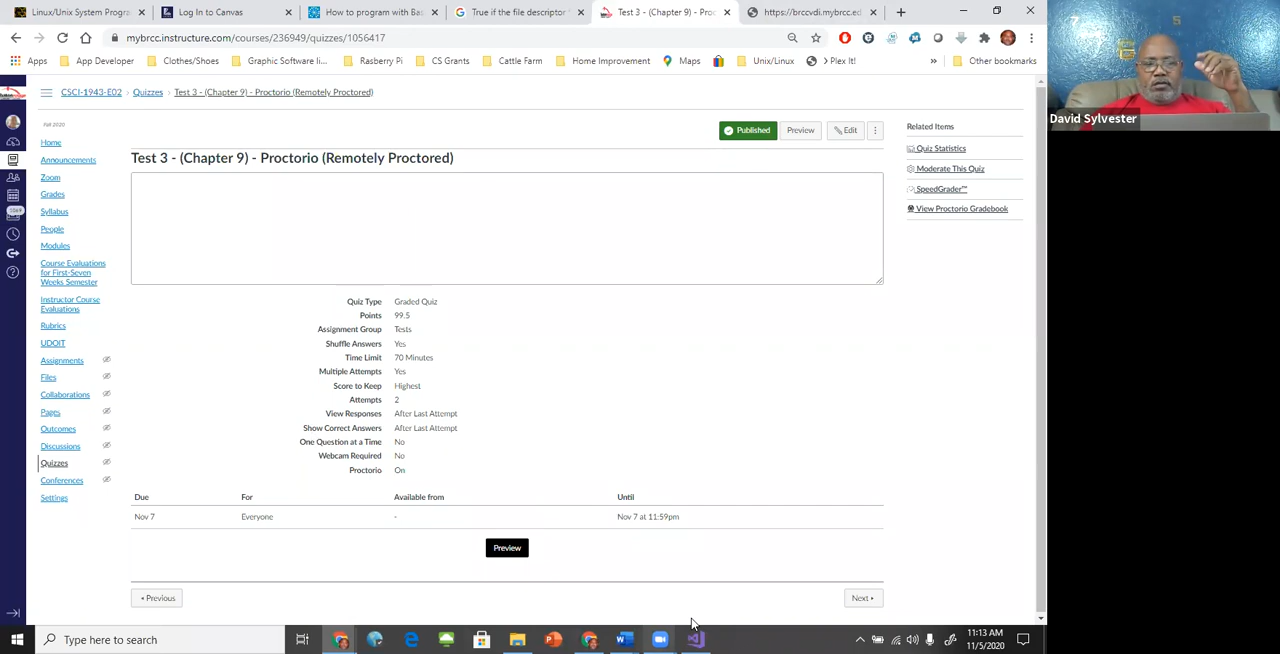 Linux/Unix System Progra
Log In to Canvas
How to program with Bas
True if the file descriptor
Test 3 - (Chapter 9) - Proc
https://brccvdi.mybrcc.ed
mybrcc.instructure.com/courses/236949/quizzes/1056417
Apps
App Developer
Clothes/Shoes
Graphic Software li...
Rasberry Pi
CS Grants
Cattle Farm
Home Improvement
Maps
Unix/Linux
Plex It!
Other bookmarks
David Sylvester
CSCI-1943-E02
Quizzes
Test 3 - (Chapter 9) - Proctorio (Remotely Proctored)
Fall 2020
Home
Announcements
Zoom
Grades
Syllabus
People
Modules
Course Evaluations
for First-Seven
Weeks Semester
Instructor Course
Evaluations
Rubrics
UDOIT
Assignments
Files
Collaborations
Pages
Outcomes
Discussions
Quizzes
Conferences
Settings
Published
Preview
Edit
Test 3 - (Chapter 9) - Proctorio (Remotely Proctored)
Quiz Type Graded Quiz
Points 99.5
Assignment Group Tests
Shuffle Answers Yes
Time Limit 70 Minutes
Multiple Attempts Yes
Score to Keep Highest
Attempts 2
View Responses After Last Attempt
Show Correct Answers After Last Attempt
One Question at a Time No
Webcam Required No
Proctorio On
Due For Available from Until
Nov 7 Everyone - Nov 7 at 11:59pm
Preview
Previous
Next
Related Items
Quiz Statistics
Moderate This Quiz
SpeedGrader™
View Proctorio Gradebook
Type here to search
11:13 AM
11/5/2020